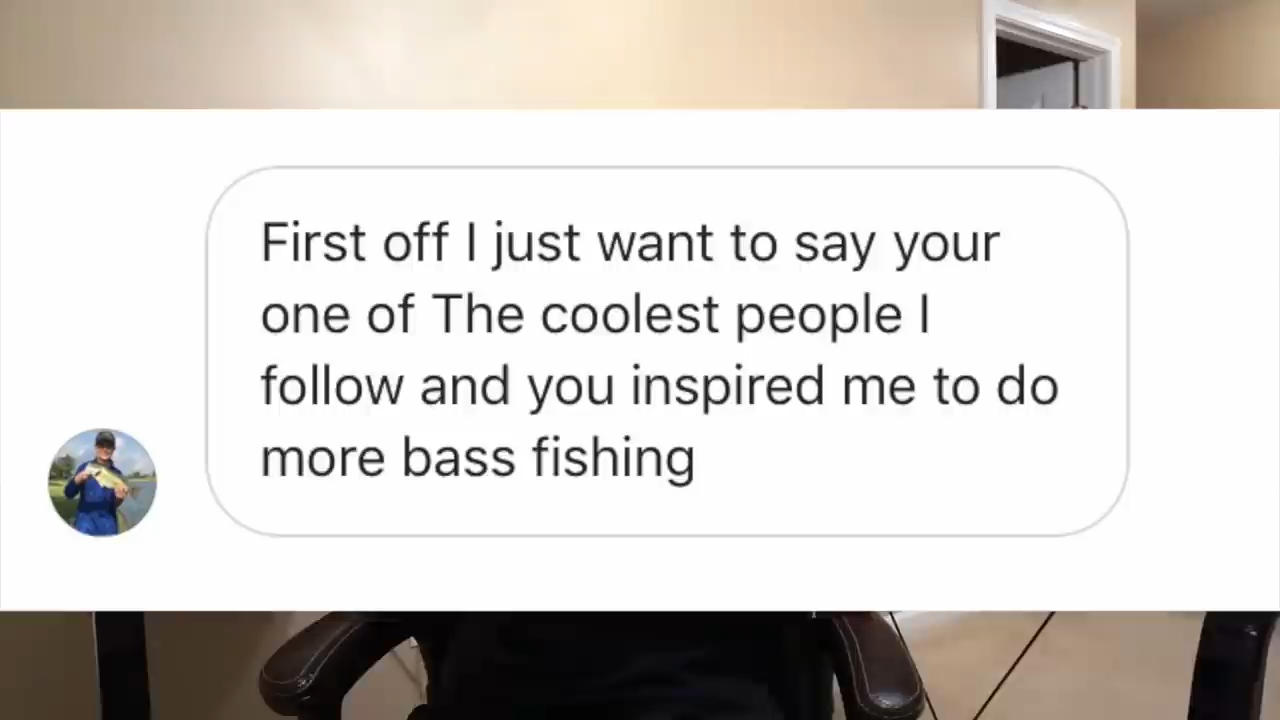 First off I just want to say your
one of The coolest people I
follow and you inspired me to do
more bass fishing